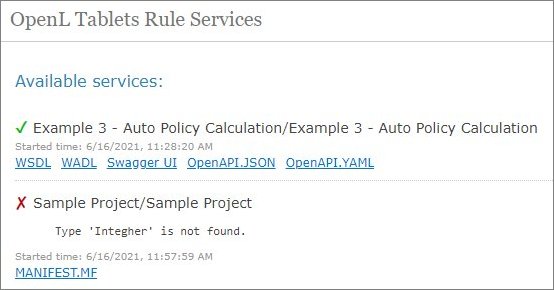 OpenL Tablets Rule Services
Available services:
✓ Example 3 - Auto Policy Calculation/Example 3 - Auto Policy Calculation
Started time: 6/16/2021, 11:28:20 AM
WSDL WADL Swagger UI OpenAPI.JSON OpenAPI.YAML
✗ Sample Project/Sample Project
Type 'Integher' is not found.
Started time: 6/16/2021, 11:57:59 AM
MANIFEST.MF